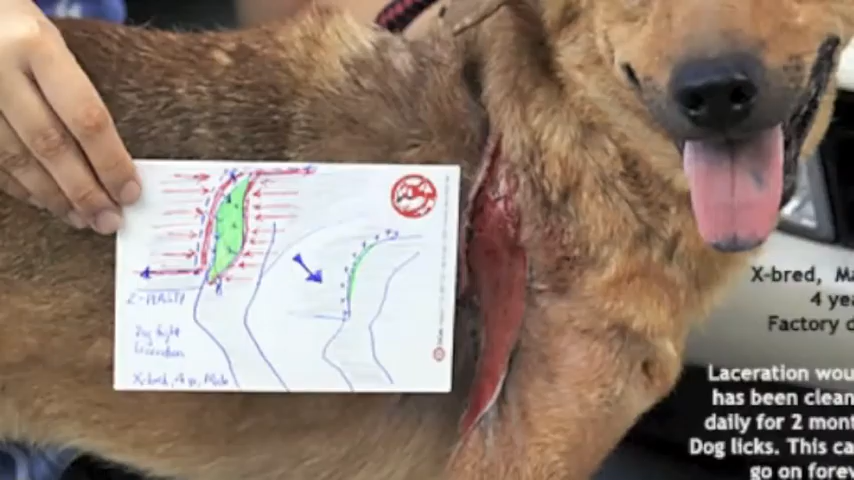 Z-PLASTY
Dog fight
Laceration
X-bred, 4 yr, Male
X-bred, Ma
4 yea
Factory d
Laceration wou
has been clean
daily for 2 mont
Dog licks. This ca
go on forev